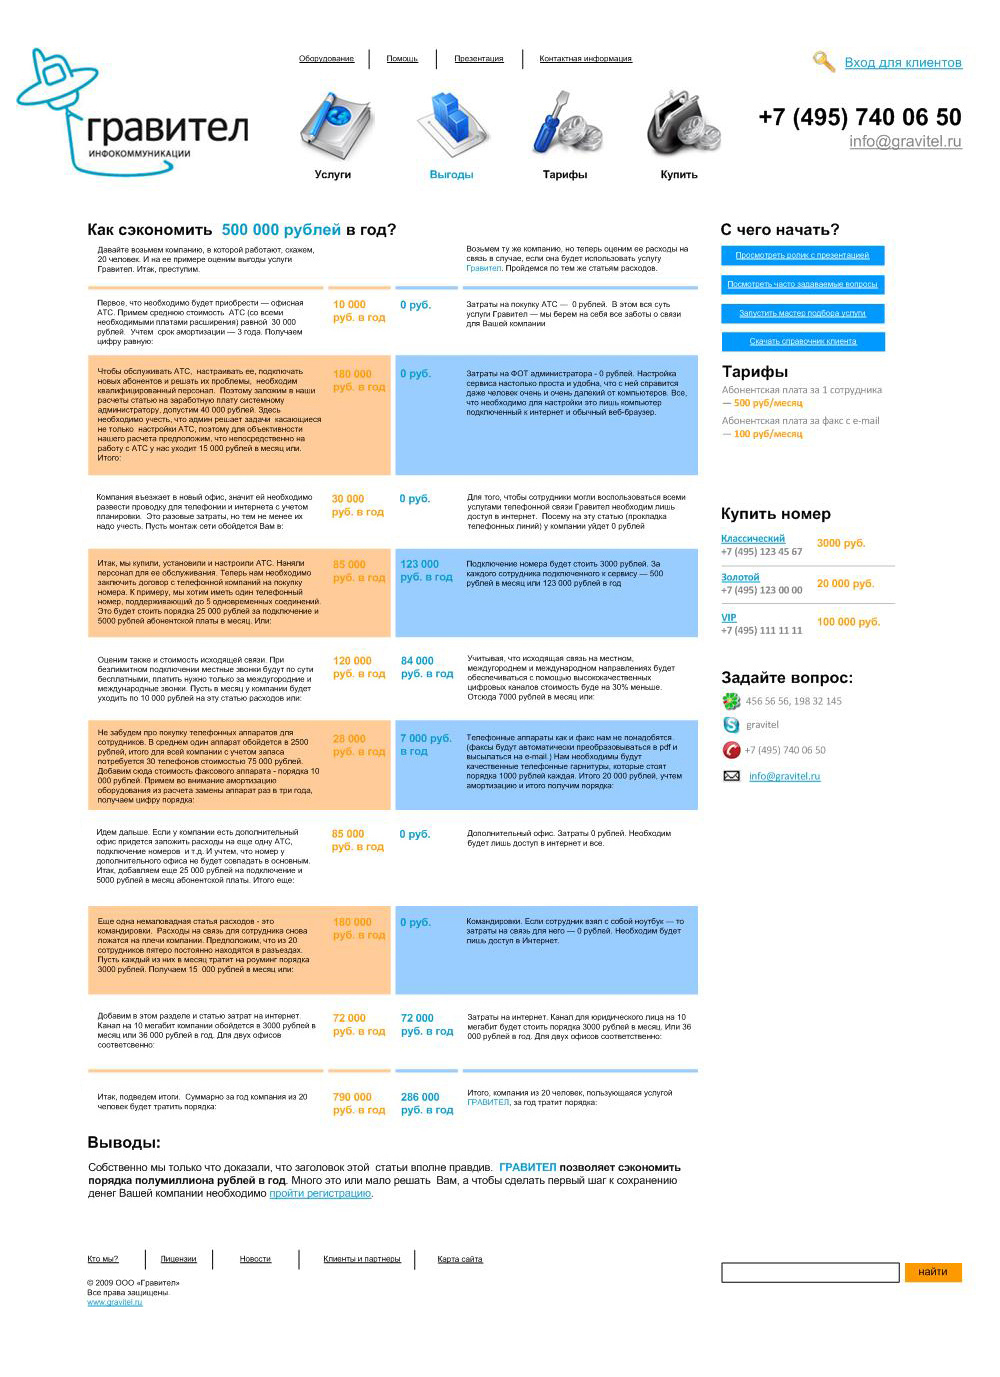 Оборудование
Помощь
Презентация
Контактная информация
Вход для клиентов
гравител
ИНФОКОММУНИКАЦИИ
+7 (495) 740 06 50
info@gravitel.ru
Услуги
Выгоды
Тарифы
Купить
Как сэкономить 500 000 рублей в год?
Давайте возьмем компанию, в которой работают, скажем,
20 человек. И на ее примере оценим выгоды услуги
Гравител. Итак, преступим.
Возьмем ту же компанию, но теперь оценим ее расходы на
связь в случае, если она будет использовать услугу
Гравител. Пройдемся по тем же статьям расходов.
Первое, что необходимо будет приобрести — офисная
АТС. Примем среднюю стоимость АТС (со всеми
необходимыми платами расширения) равной 30 000
рублей. Учтем срок амортизации — 3 года. Получаем
цифру равную:
10 000
руб. в год
0 руб.
Затраты на покупку АТС — 0 рублей. В этом вся суть
услуги Гравител — мы берем на себя все заботы о связи
для Вашей компании
Чтобы обслуживать АТС, настраивать ее, подключать
новых абонентов и решать их проблемы, необходим
квалифицированный персонал. Поэтому заложим в наши
расчеты статью на заработную плату системному
администратору, допустим 40 000 рублей. Здесь
необходимо учесть, что админ решает задачи касающиеся
не только настройки АТС, поэтому для объективности
нашего расчета предположим, что непосредственно на
работу с АТС у нас уходит 15 000 рублей в месяц или.
Итого:
180 000
руб. в год
0 руб.
Затраты на ФОТ администратора - 0 рублей. Настройка
сервиса настолько проста и удобна, что с ней справится
даже человек очень и очень далекий от компьютеров. Все,
что необходимо для настройки это лишь компьютер
подключенный к интернет и обычный веб-браузер.
Компания въезжает в новый офис, значит ей необходимо
развести проводку для телефонии и интернета с учетом
планировки. Это разовые затраты, но тем не менее их
надо учесть. Пусть монтаж сети обойдется Вам в:
30 000
руб. в год
0 руб.
Для того, чтобы сотрудники могли воспользоваться всеми
услугами телефонной связи Гравител необходим лишь
доступ в интернет. Посему на эту статью (прокладка
телефонных линий) у компании уйдет 0 рублей
Итак, мы купили, установили и настроили АТС. Наняли
персонал для ее обслуживания. Теперь нам необходимо
заключить договор с телефонной компаний на покупку
номера. К примеру, мы хотим иметь один телефонный
номер, поддерживающий до 5 одновременных соединений.
Это будет стоить порядка 25 000 рублей за подключение и
5000 рублей абонентской платы в месяц. Или:
85 000
руб. в год
123 000
руб. в год
Подключение номера будет стоить 3000 рублей. За
каждого сотрудника подключенного к сервису — 500
рублей в месяц или 123 000 рублей в год
Оценим также и стоимость исходящей связи. При
безлимитном подключении местные звонки будут по сути
бесплатными, платить нужно только за междугородние и
международные звонки. Пусть в месяц у компании будет
уходить по 10 000 рублей на эту статью расходов или:
120 000
руб. в год
84 000
руб. в год
Учитывая, что исходящая связь на местном,
междугороднем и международном направлениях будет
обеспечиваться с помощью высококачественных
цифровых каналов стоимость буде на 30% меньше.
Отсюда 7000 рублей в месяц или:
Не забудем про покупку телефонных аппаратов для
сотрудников. В среднем один аппарат обойдется в 2500
рублей, итого для всей компании с учетом запаса
потребуется 30 телефонов стоимостью 75 000 рублей.
Добавим сюда стоимость факсового аппарата - порядка 10
000 рублей. Примем во внимание амортизацию
оборудования из расчета замены аппарат раз в три года,
получаем цифру порядка:
28 000
руб. в год
7 000 руб.
в год
Телефонные аппараты как и факс нам не понадобятся.
(факсы будут автоматически преобразовываться в pdf и
высылаться на e-mail.) Нам необходимы будут
качественные телефонные гарнитуры, которые стоят
порядка 1000 рублей каждая. Итого 20 000 рублей, учтем
амортизацию и итого получим порядка:
Идем дальше. Если у компании есть дополнительный
офис придется заложить расходы на еще одну АТС,
подключение номеров и т.д. И учтем, что номер у
дополнительного офиса не будет совпадать в основным.
Итак, добавляем еще 25 000 рублей на подключение и
5000 рублей в месяц абонентской платы. Итого еще:
85 000
руб. в год
0 руб.
Дополнительный офис. Затраты 0 рублей. Необходим
будет лишь доступ в интернет и все.
Еще одна немаловадная статья расходов - это
командировки. Расходы на связь для сотрудника снова
ложатся на плечи компании. Предположим, что из 20
сотрудников пятеро постоянно находятся в разъездах.
Пусть каждый из них в месяц тратит на роуминг порядка
3000 рублей. Получаем 15 000 рублей в месяц или:
180 000
руб. в год
0 руб.
Командировки. Если сотрудник взял с собой ноутбук — то
затраты на связь для него — 0 рублей. Необходим будет
лишь доступ в Интернет.
Добавим в этом разделе и статью затрат на интернет.
Канал на 10 мегабит компании обойдется в 3000 рублей в
месяц или 36 000 рублей в год. Для двух офисов
соответсвенно:
72 000
руб. в год
72 000
руб. в год
Затраты на интернет. Канал для юридического лица на 10
мегабит будет стоить порядка 3000 рублей в месяц. Или 36
000 рублей в год. Для двух офисов соответственно:
Итак, подведем итоги. Суммарно за год компания из 20
человек будет тратить порядка:
790 000
руб. в год
286 000
руб. в год
Итого, компания из 20 человек, пользующаяся услугой
ГРАВИТЕЛ, за год тратит порядка:
Выводы:
Собственно мы только что доказали, что заголовок этой статьи вполне правдив. ГРАВИТЕЛ позволяет сэкономить
порядка полумиллиона рублей в год. Много это или мало решать Вам, а чтобы сделать первый шаг к сохранению
денег Вашей компании необходимо пройти регистрацию.
С чего начать?
Просмотреть ролик с презентацией
Посмотреть часто задаваемые вопросы
Запустить мастер подбора услуги
Скачать справочник клиента
Тарифы
Абонентская плата за 1 сотрудника
— 500 руб/месяц
Абонентская плата за факс с e-mail
— 100 руб/месяц
Купить номер
Классический
+7 (495) 123 45 67
3000 руб.
Золотой
+7 (495) 123 00 00
20 000 руб.
VIP
+7 (495) 111 11 11
100 000 руб.
Задайте вопрос:
456 56 56, 198 32 145
gravitel
+7 (495) 740 06 50
info@gravitel.ru
Кто мы?
Лицензии
Новости
Клиенты и партнеры
Карта сайта
найти
© 2009 ООО «Гравител»
Все права защищены.
www.gravitel.ru